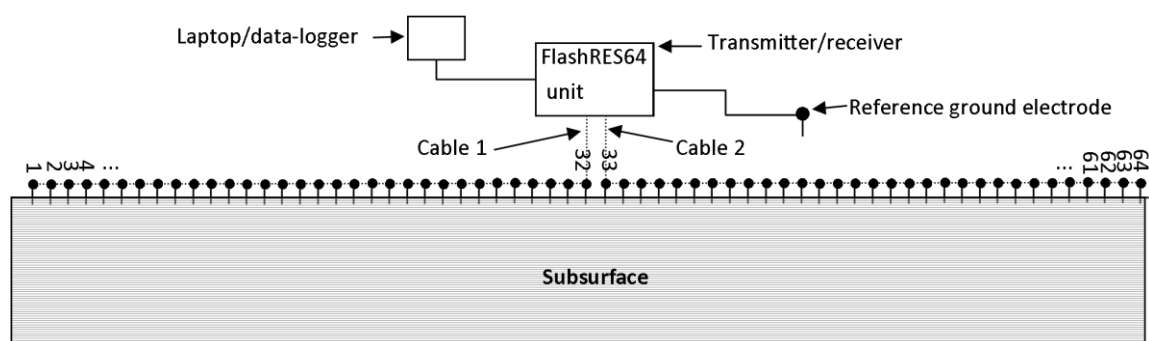 Laptop/data-logger
FlashRES64
unit
Transmitter/receiver
Reference ground electrode
Cable 1
Cable 2
1 2 3 4 ... 32 33 ... 61 62 63 64
Subsurface